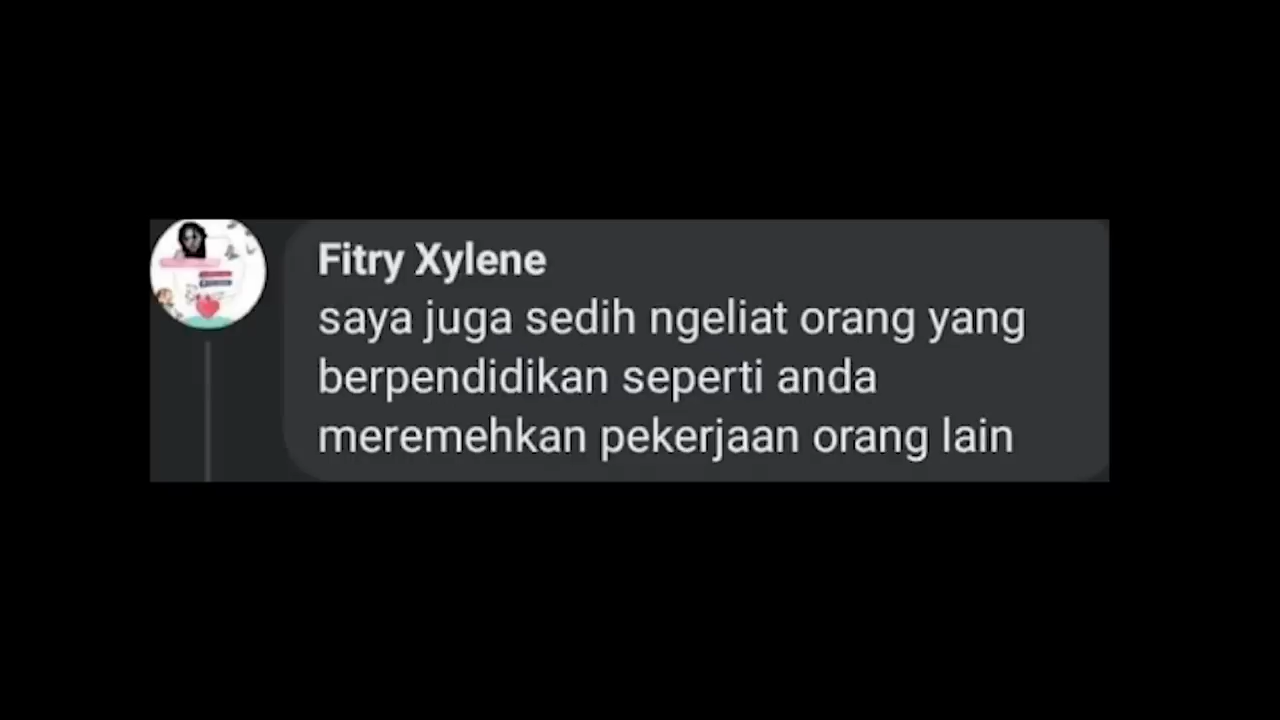 Fitry Xylene
saya juga sedih ngeliat orang yang
berpendidikan seperti anda
meremehkan pekerjaan orang lain